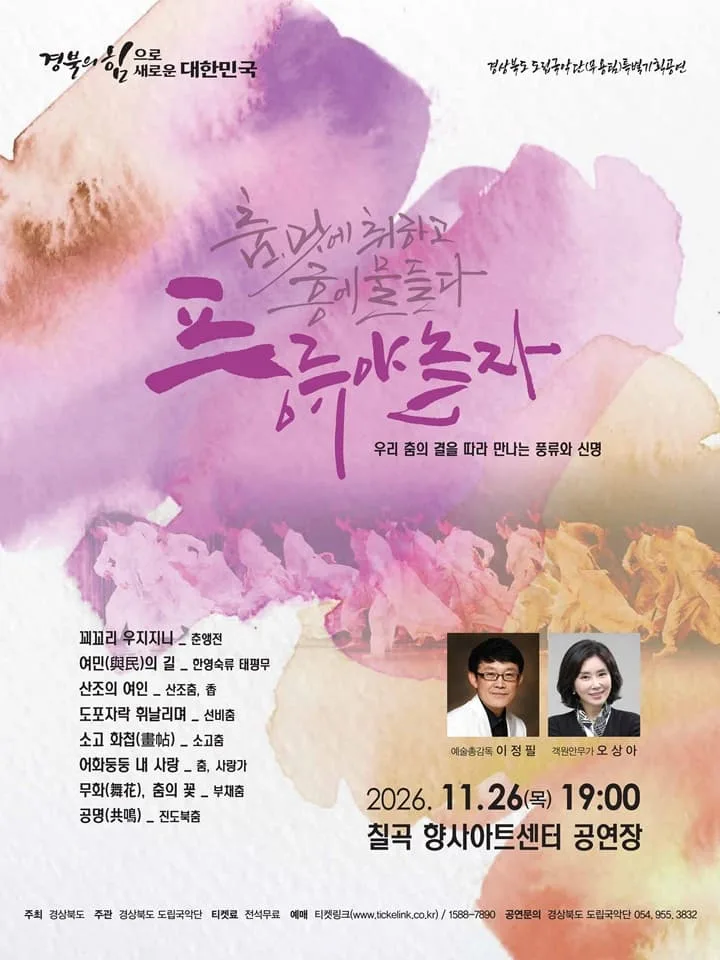 경북의 힘으로
새로운 대한민국
경상북도 도립국악단(무용팀)특별기획공연
춤, 멋에 취하고
흥에 물들다
풍류야 놀자
우리 춤의 결을 따라 만나는 풍류와 신명
꾀꼬리 우지지니 _ 춘앵전
여민(與民)의 길 _ 한영숙류 태평무
산조의 여인 _ 산조춤, 香
도포자락 휘날리며 _ 선비춤
소고 화첩(畫帖) _ 소고춤
어화둥둥 내 사랑 _ 춤, 사랑가
무화(舞花), 춤의 꽃 _ 부채춤
공명(共鳴) _ 진도북춤
예술총감독 이정필
객원안무가 오상아
2026. 11.26(목) 19:00
칠곡 향사아트센터 공연장
주최 경상북도 주관 경상북도 도립국악단 티켓료 전석무료 예매 티켓링크(www.tickelink.co.kr) / 1588-7890 공연문의 경상북도 도립국악단 054. 955. 3832